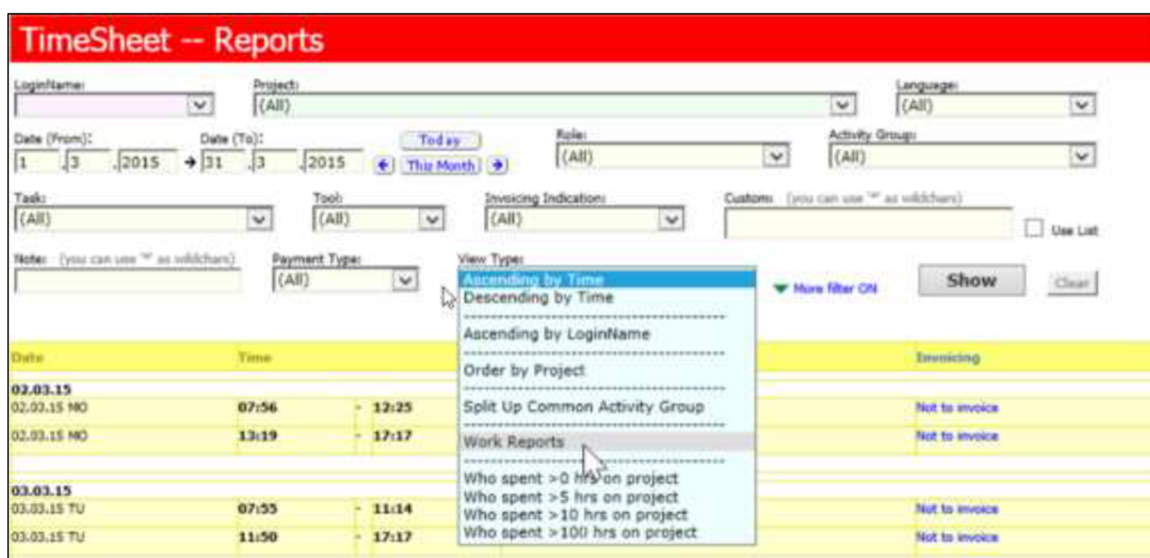 TimeSheet -- Reports
LoginName: Project: Language:
(All) (All)
Date (From): Date (To): Today Role: Activity Group:
1 .3 .2015 → 31 .3 .2015 ← This Month → (All) (All)
Task: Tool: Invoicing Indication: Custom: (you can use '*' as wildchars)
(All) (All) (All) Use List
Note: (you can use '*' as wildchars) Payment Type: View Type:
(All) Ascending by Time More filter ON Show Clear
Descending by Time
----------------------------------------
Ascending by LoginName
----------------------------------------
Order by Project
----------------------------------------
Split Up Common Activity Group
----------------------------------------
Work Reports
----------------------------------------
Who spent >0 hrs on project
Who spent >5 hrs on project
Who spent >10 hrs on project
Who spent >100 hrs on project
Date Time Invoicing
02.03.15
02.03.15 MO 07:56 - 12:25 Not to invoice
02.03.15 MO 13:19 - 17:17 Not to invoice
03.03.15
03.03.15 TU 07:55 - 11:14 Not to invoice
03.03.15 TU 11:50 - 17:17 Not to invoice